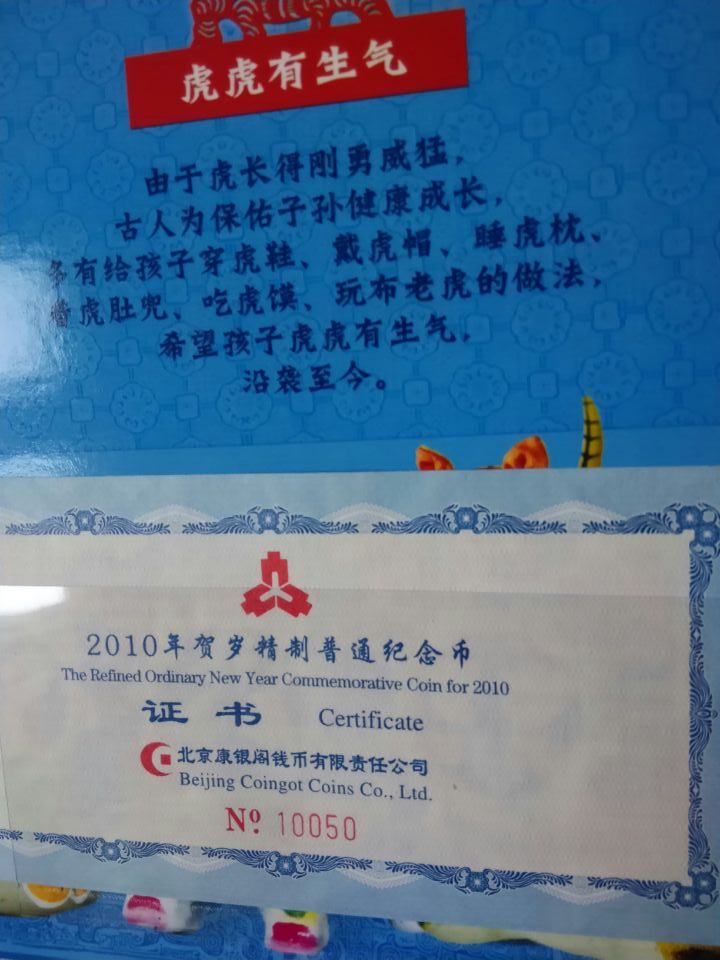 虎虎有生气
由于虎长得刚勇威猛，
古人为保佑子孙健康成长，
多有给孩子穿虎鞋、戴虎帽、睡虎枕、
着虎肚兜、吃虎馍、玩布老虎的做法，
希望孩子虎虎有生气，
沿袭至今。
2010年贺岁精制普通纪念币
The Refined Ordinary New Year Commemorative Coin for 2010
证书 Certificate
北京康银阁钱币有限责任公司
Beijing Coingot Coins Co., Ltd.
Nº 10050